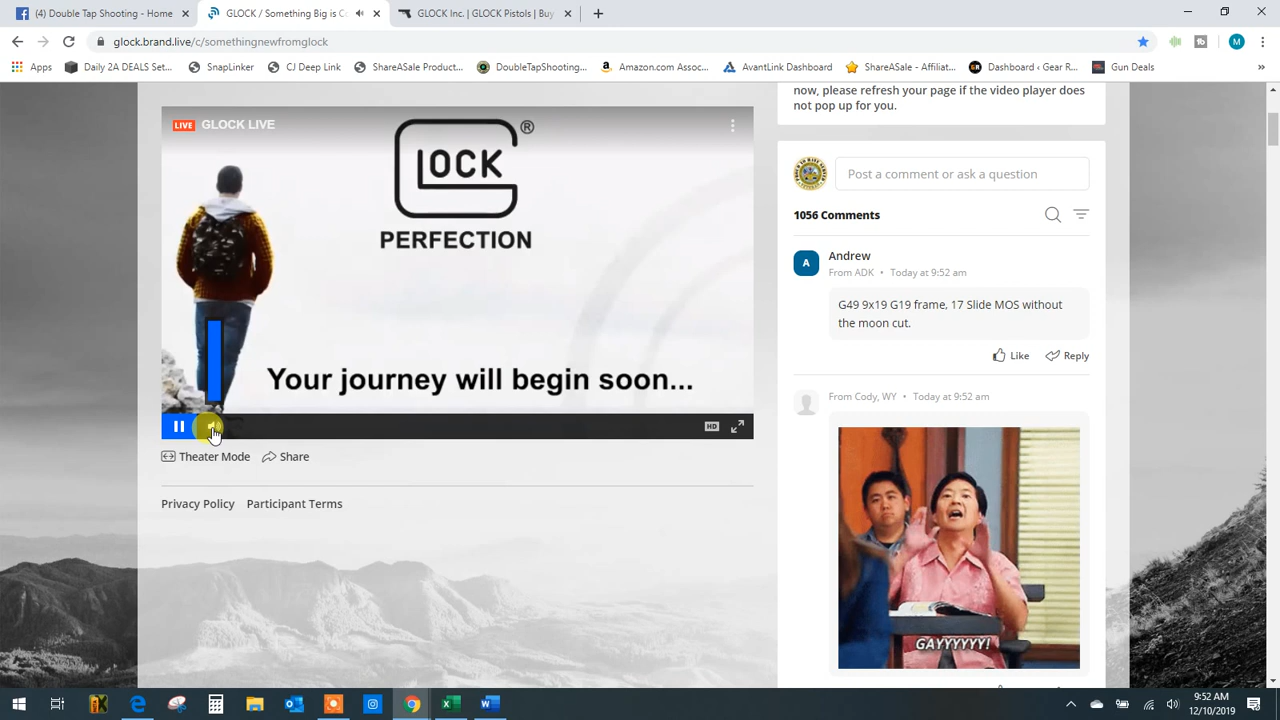 (4) Double Tap Shooting - Home
GLOCK / Something Big is Co
GLOCK Inc. | GLOCK Pistols | Buy
glock.brand.live/c/somethingnewfromglock
M
Apps
Daily 2A DEALS Set...
SnapLinker
CJ Deep Link
ShareASale Product...
DoubleTapShooting...
Amazon.com Assoc...
AvantLink Dashboard
ShareASale - Affiliat...
Dashboard ‹ Gear R...
Gun Deals
»
now, please refresh your page if the video player does
not pop up for you.
LIVE GLOCK LIVE
GLOCK®
PERFECTION
Your journey will begin soon...
HD
Theater Mode
Share
Privacy Policy
Participant Terms
Post a comment or ask a question
1056 Comments
A
Andrew
From ADK • Today at 9:52 am
G49 9x19 G19 frame, 17 Slide MOS without
the moon cut.
Like
Reply
From Cody, WY • Today at 9:52 am
GAYYYYYY!
9:52 AM
12/10/2019